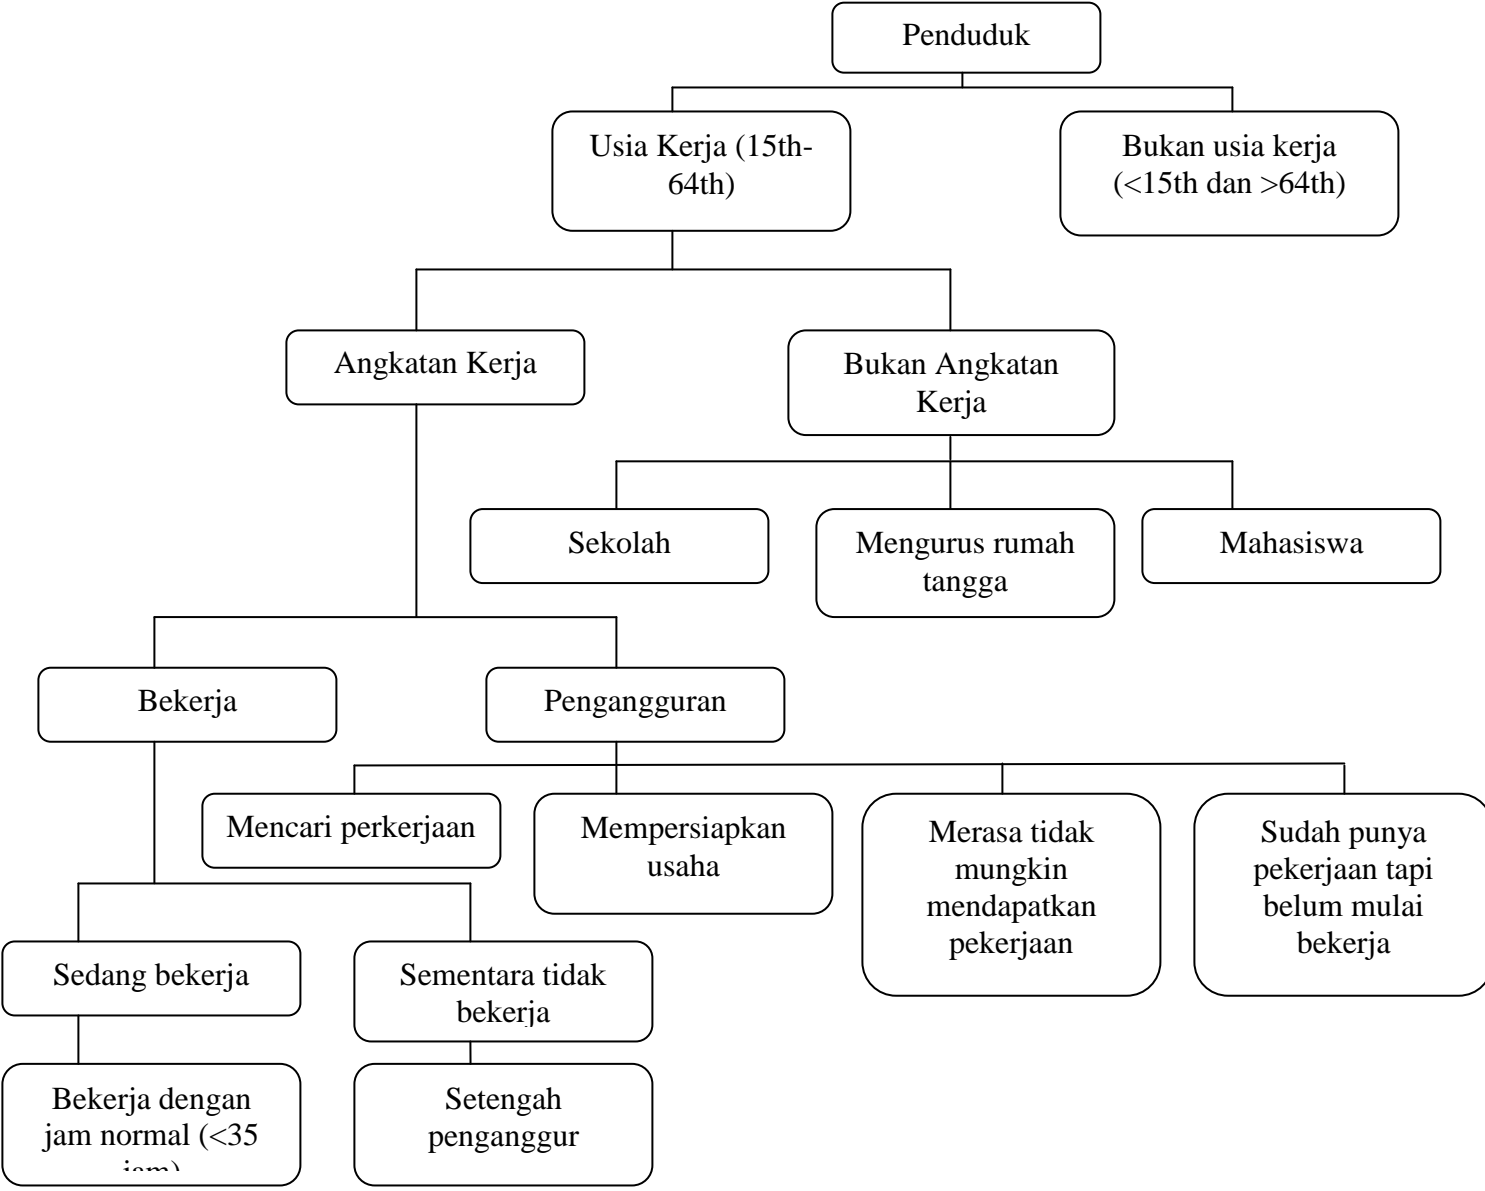 Penduduk
Usia Kerja (15th-
64th)
Bukan usia kerja
(<15th dan >64th)
Angkatan Kerja
Bukan Angkatan
Kerja
Sekolah
Mengurus rumah
tangga
Mahasiswa
Bekerja
Pengangguran
Mencari perkerjaan
Mempersiapkan
usaha
Merasa tidak
mungkin
mendapatkan
pekerjaan
Sudah punya
pekerjaan tapi
belum mulai
bekerja
Sedang bekerja
Sementara tidak
bekerja
Bekerja dengan
jam normal (<35
jam)
Setengah
penganggur